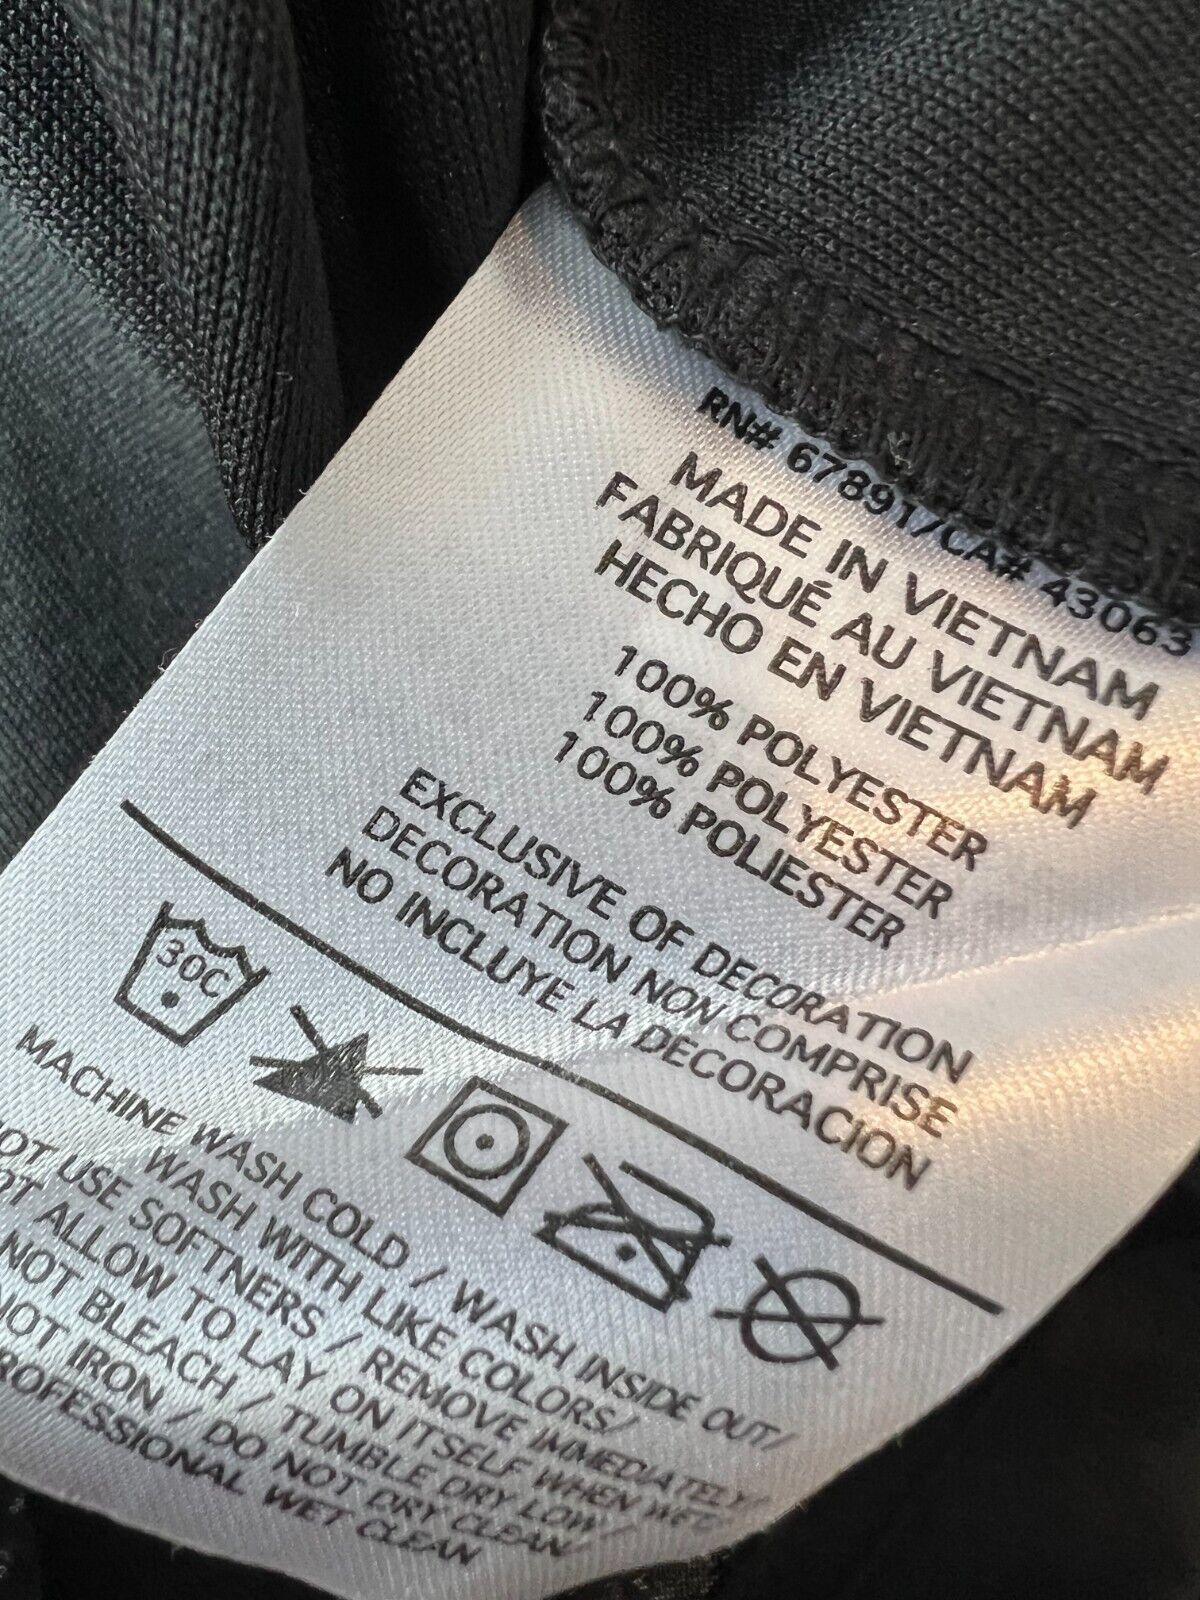 RN# 67891/CA# 43063
MADE IN VIETNAM
FABRIQUÉ AU VIETNAM
HECHO EN VIETNAM
100% POLYESTER
100% POLYESTER
100% POLIESTER
EXCLUSIVE OF DECORATION
DECORATION NON COMPRISE
NO INCLUYE LA DECORACION
30C
MACHINE WASH COLD / WASH INSIDE OUT/
WASH WITH LIKE COLORS/
USE SOFTNERS / REMOVE IMMEDIATELY/
ALLOW TO LAY ON ITSELF WHEN WET
NOT BLEACH / TUMBLE DRY LOW/
NOT IRON / DO NOT DRY CLEAN/
ROFESSIONAL WET CLEAN